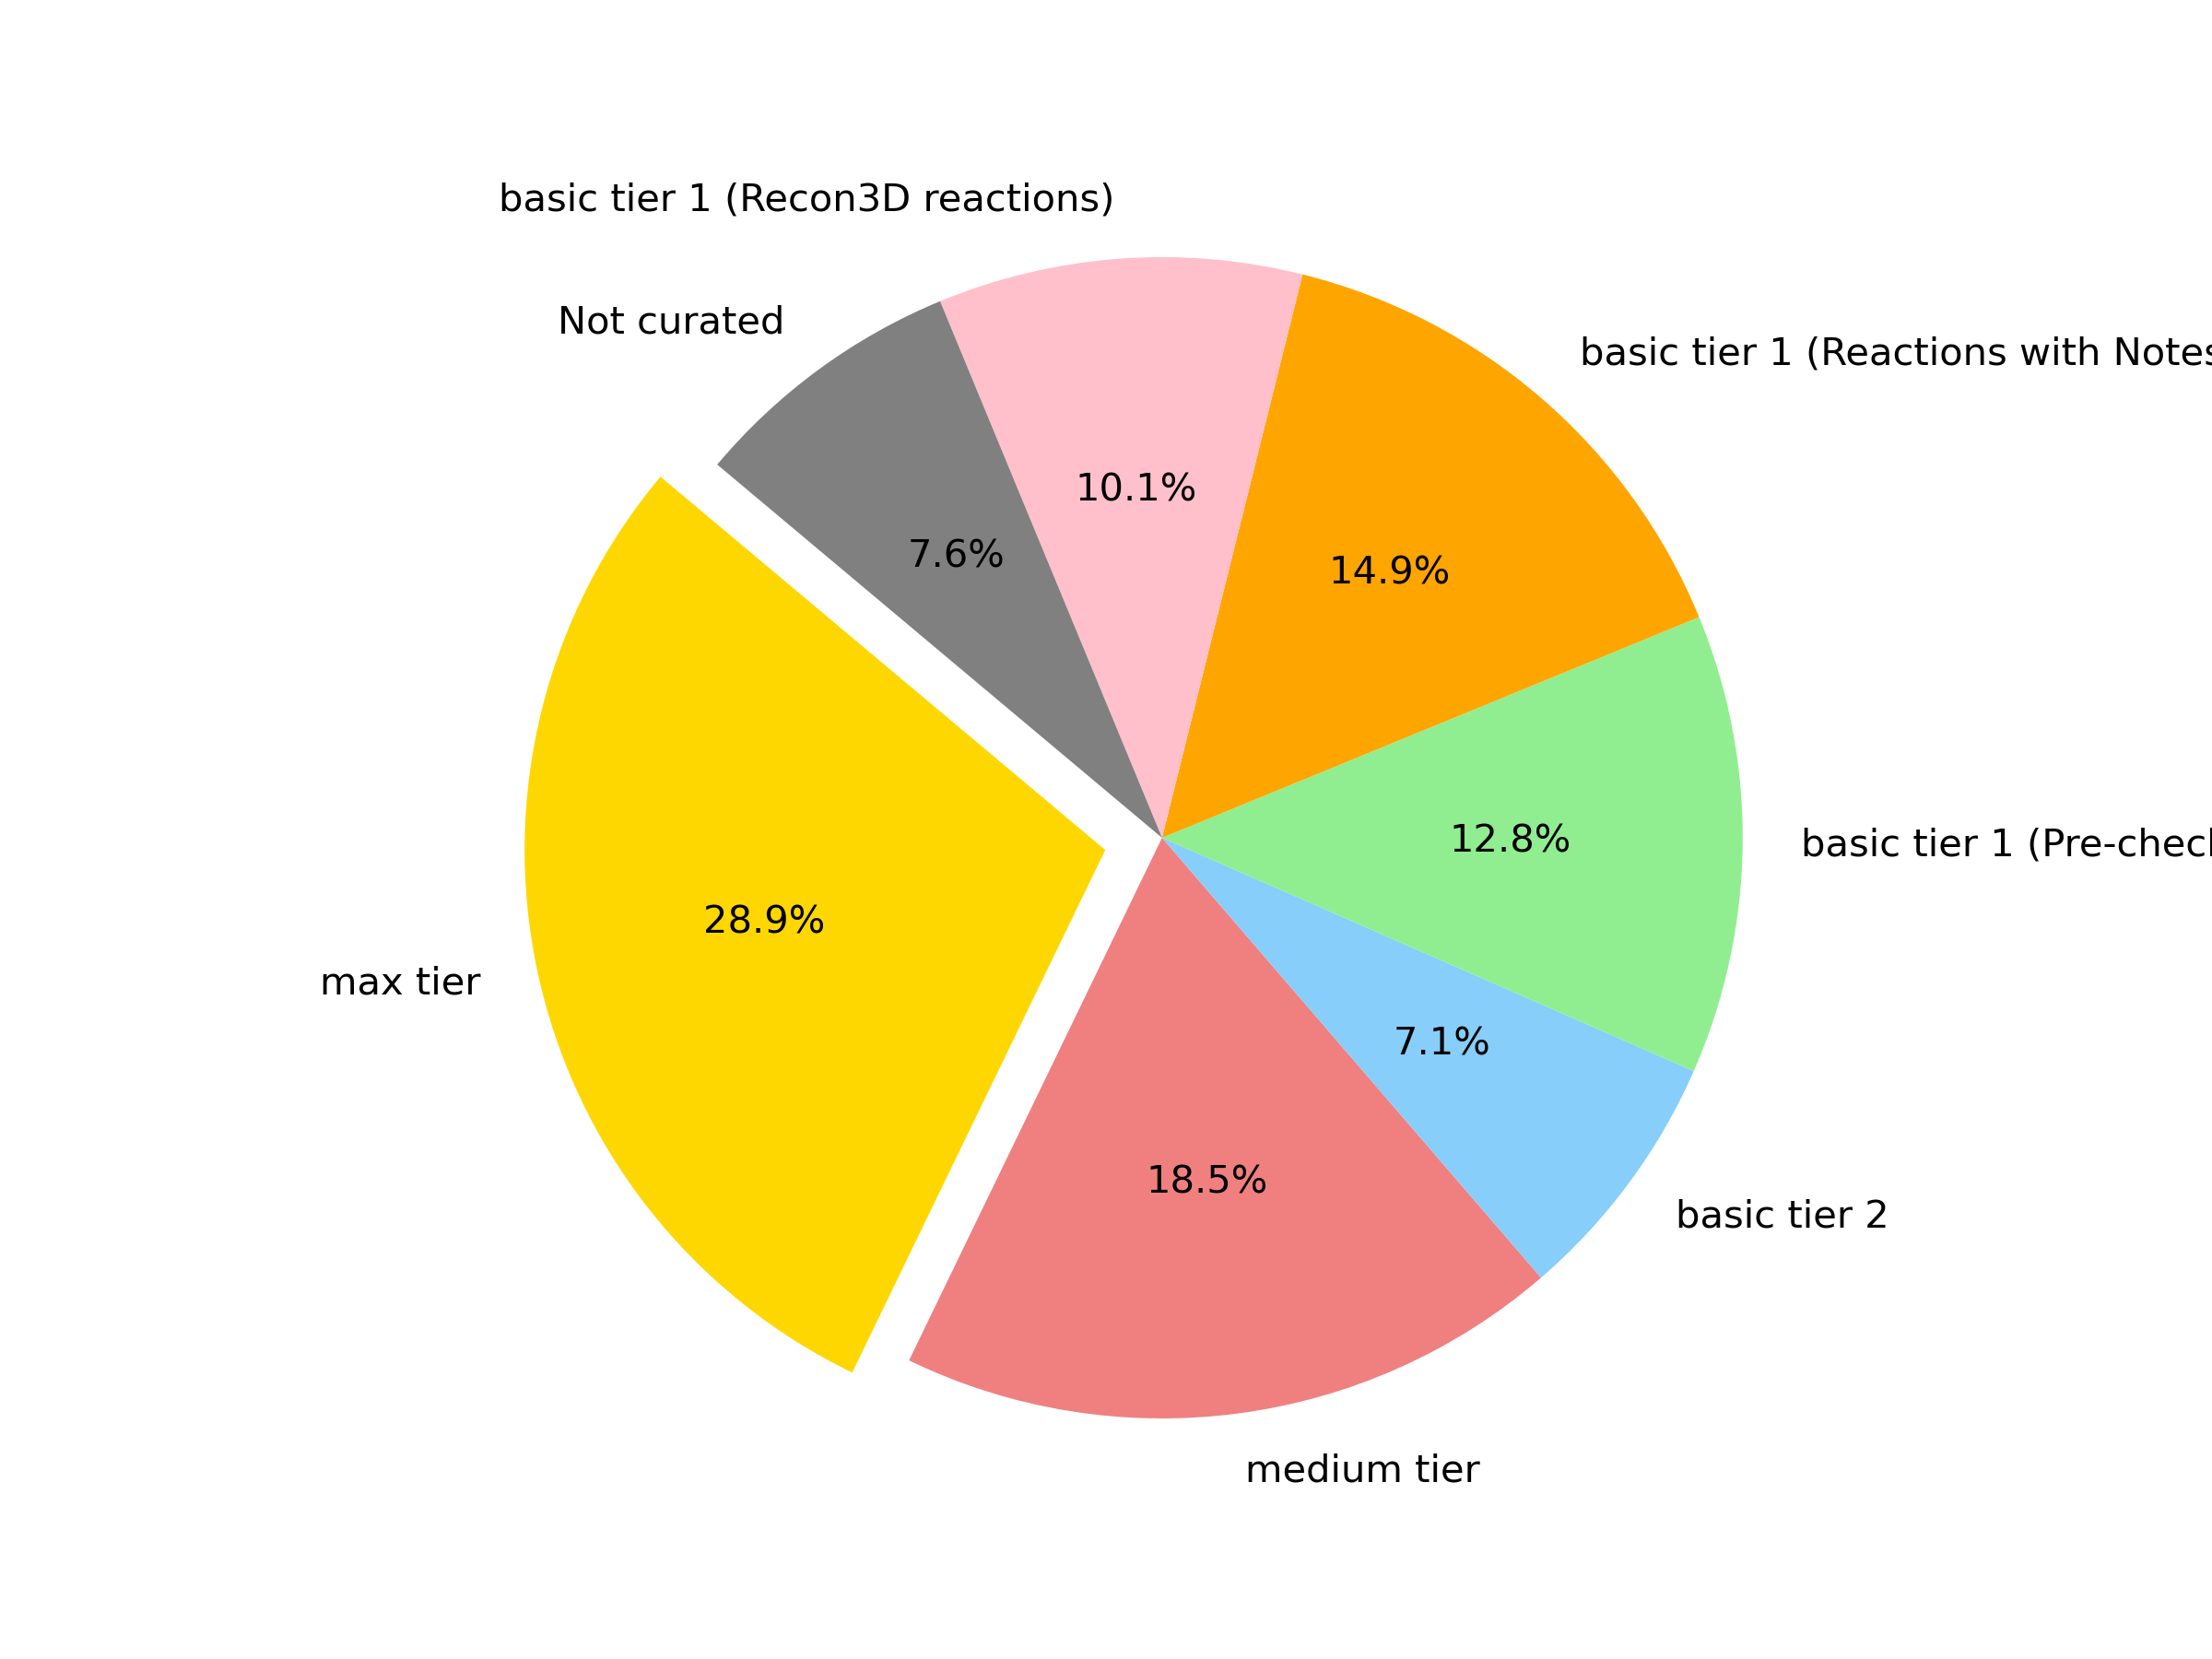 basic tier 1 (Recon3D reactions)
Not curated
basic tier 1 (Reactions with Notes
10.1%
7.6%
14.9%
12.8%
basic tier 1 (Pre-check
28.9%
max tier
7.1%
18.5%
basic tier 2
medium tier